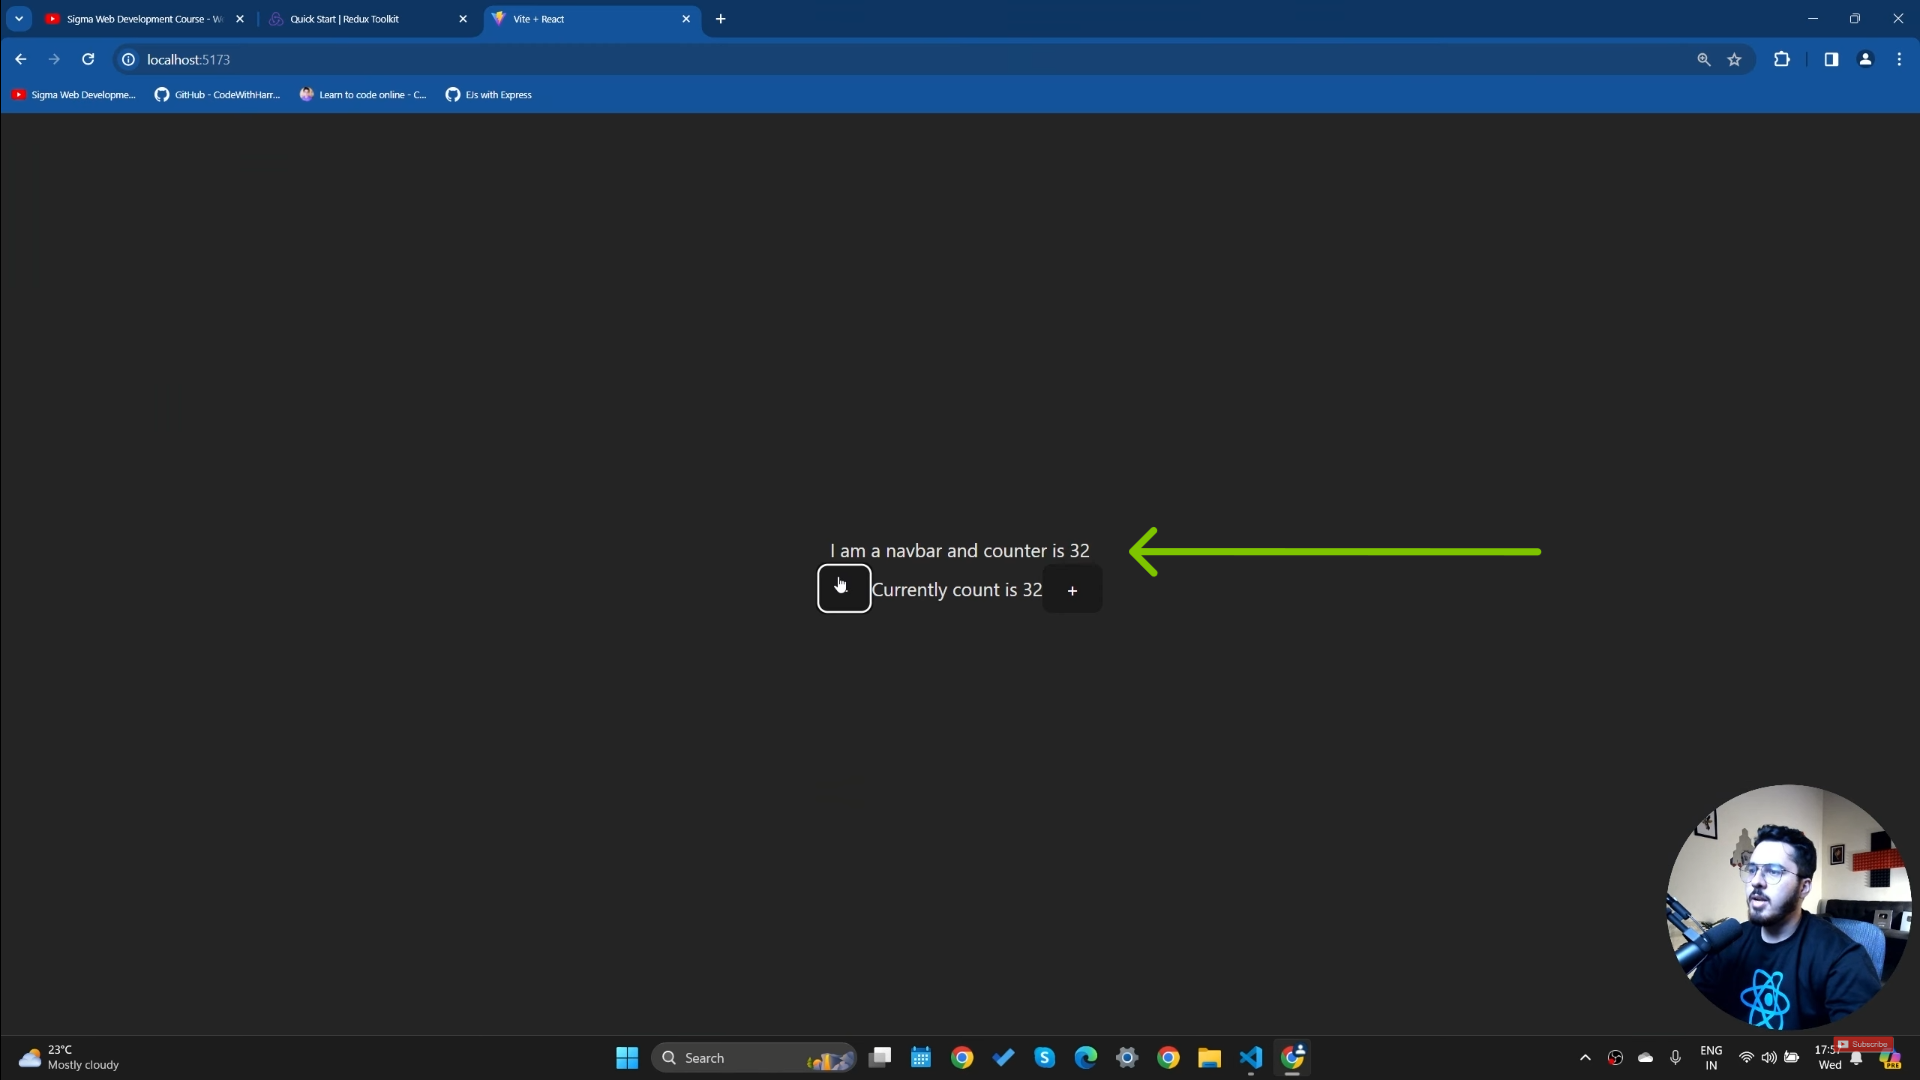 Sigma Web Development Course - W
Quick Start | Redux Toolkit
Vite + React
localhost:5173
Sigma Web Developme...
GitHub - CodeWithHarr...
Learn to code online - C...
EJs with Express
I am a navbar and counter is 32
Currently count is 32
+
23°C
Mostly cloudy
Search
ENG
IN
17:57
Wed
Subscribe
PRE